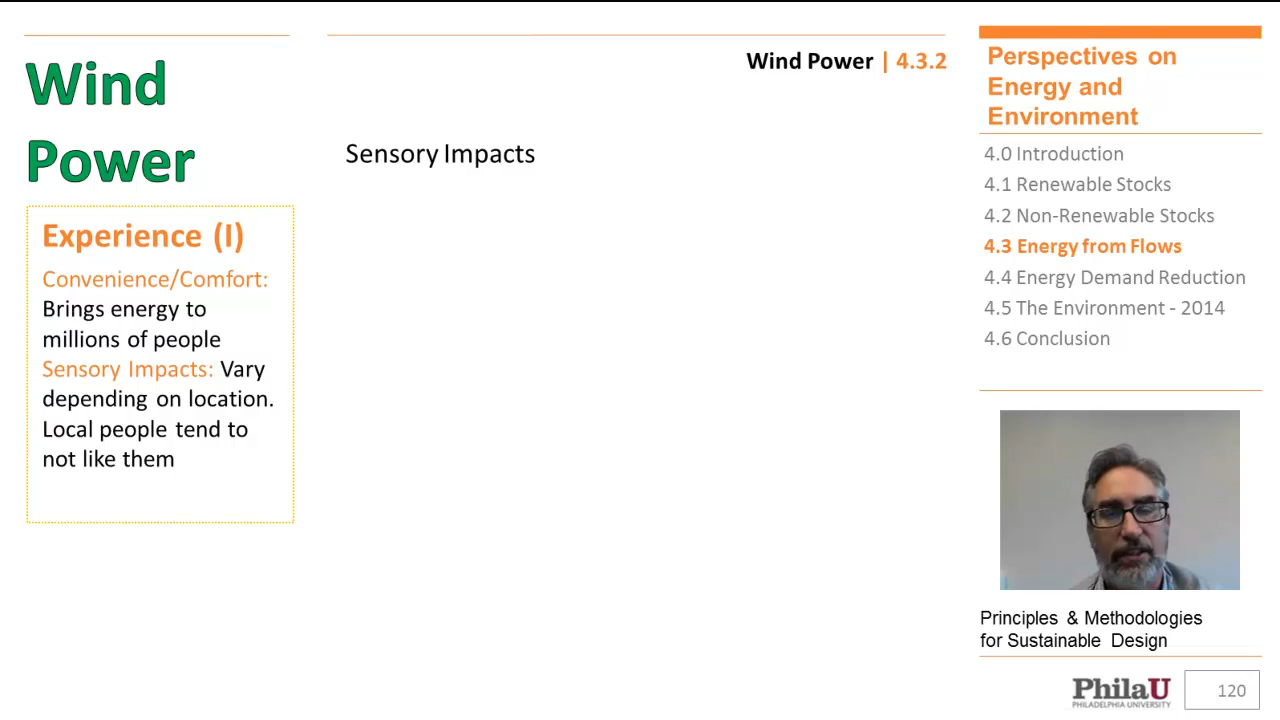 Wind
Power
Experience (I)
Convenience/Comfort:
Brings energy to
millions of people
Sensory Impacts: Vary
depending on location.
Local people tend to
not like them
Wind Power | 4.3.2
Sensory Impacts
Perspectives on
Energy and
Environment
4.0 Introduction
4.1 Renewable Stocks
4.2 Non-Renewable Stocks
4.3 Energy from Flows
4.4 Energy Demand Reduction
4.5 The Environment - 2014
4.6 Conclusion
Principles & Methodologies
for Sustainable Design
PhilaU
PHILADELPHIA UNIVERSITY
120